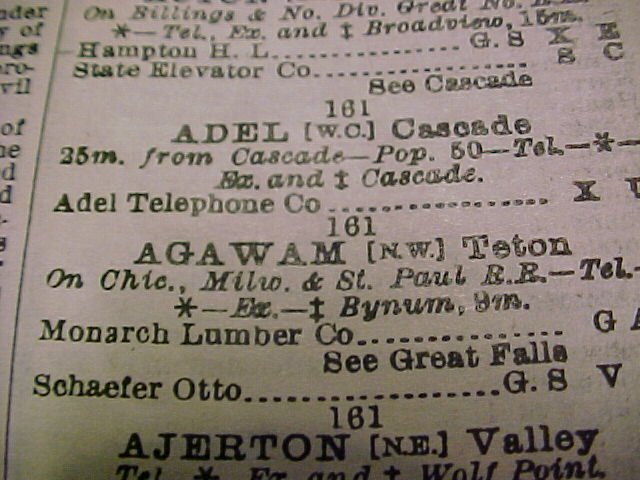 On Billings & No. Div. Great No. R.R.
*—Tel., Ex. and ‡ Broadview, 15m.
Hampton H. L. G. S X E
State Elevator Co. S C
See Cascade
161
ADEL [W.C.] Cascade
25m. from Cascade—Pop. 50—Tel.—*—
Ex. and ‡ Cascade.
Adel Telephone Co X
161
AGAWAM [N.W.] Teton
On Chic., Milw. & St. Paul R.R.—Tel.-
*—Ex.—‡ Bynum, 9m.
Monarch Lumber Co. G A
See Great Falls
Schaefer Otto G. S V
161
AJERTON [N.E.] Valley
Tel. * Ex and ‡ Wolf Point.
of